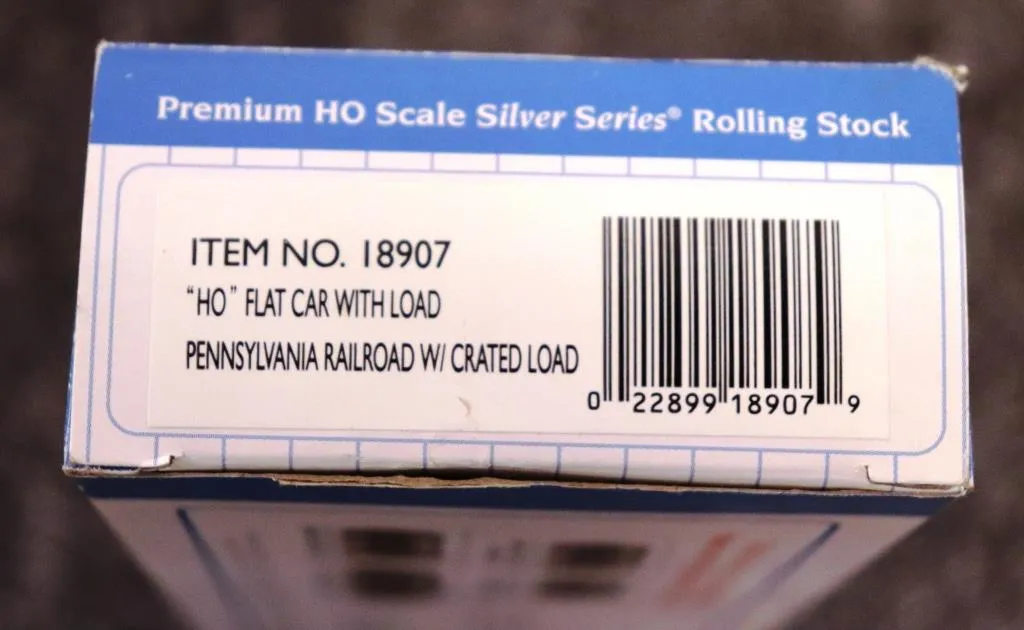 Premium HO Scale Silver Series® Rolling Stock
ITEM NO. 18907
“HO” FLAT CAR WITH LOAD
PENNSYLVANIA RAILROAD W/ CRATED LOAD
0 22899 18907 9